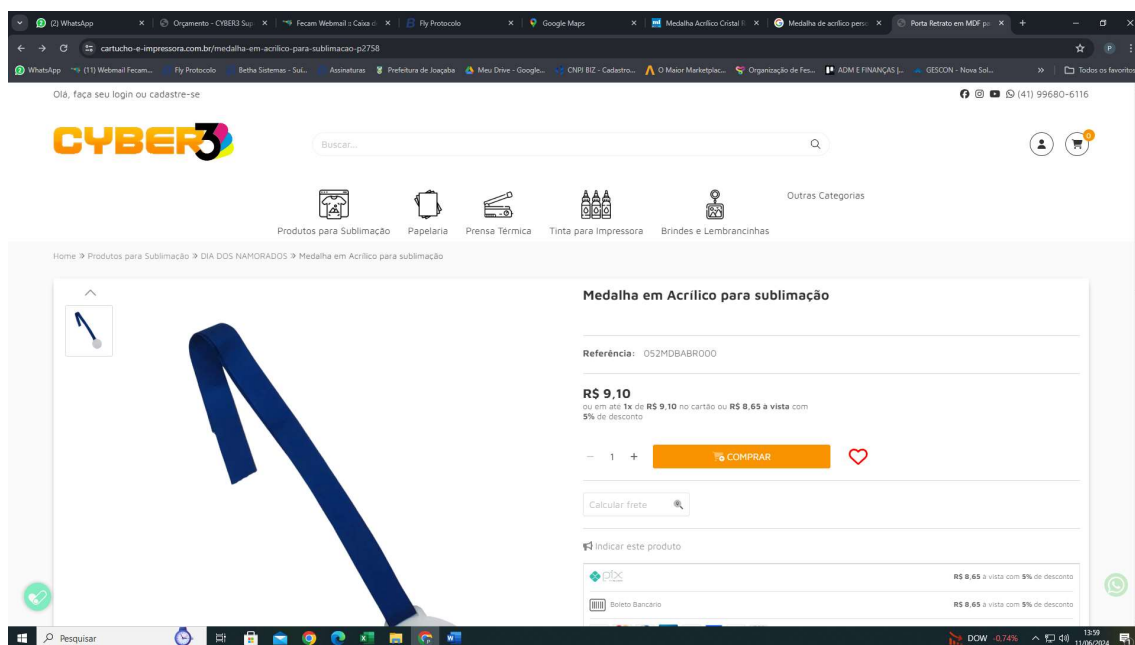 (2) WhatsApp
Orçamento - CYBER3 Sup
Fecam Webmail :: Caixa d
Fly Protocolo
Google Maps
Medalha Acrílico Cristal R
Medalha de acrílico perso
Porta Retrato em MDF pa
cartucho-e-impressora.com.br/medalha-em-acrilico-para-sublimacao-p2758
P
WhatsApp
(11) Webmail Fecam...
Fly Protocolo
Betha Sistemas - Sui...
Assinaturas
Prefeitura de Joaçaba
Meu Drive - Google...
CNPJ BIZ - Cadastro...
O Maior Marketplac...
Organização de Fes...
ADM E FINANÇAS |...
GESCON - Nova Sol...
»
Todos os favoritos
Olá, faça seu login ou cadastre-se
(41) 99680-6116
CYBER3
Buscar...
0
Produtos para Sublimação
Papelaria
Prensa Térmica
Tinta para Impressora
Brindes e Lembrancinhas
Outras Categorias
Home » Produtos para Sublimação » DIA DOS NAMORADOS » Medalha em Acrílico para sublimação
Medalha em Acrílico para sublimação
Referência: 052MDBABR000
R$ 9,10
ou em até 1x de R$ 9,10 no cartão ou R$ 8,65 à vista com
5% de desconto
− 1 +
COMPRAR
Calcular frete
Indicar este produto
pix
R$ 8,65 à vista com 5% de desconto
Boleto Bancário
R$ 8,65 à vista com 5% de desconto
Pesquisar
DOW -0,74%
13:59
11/06/2024